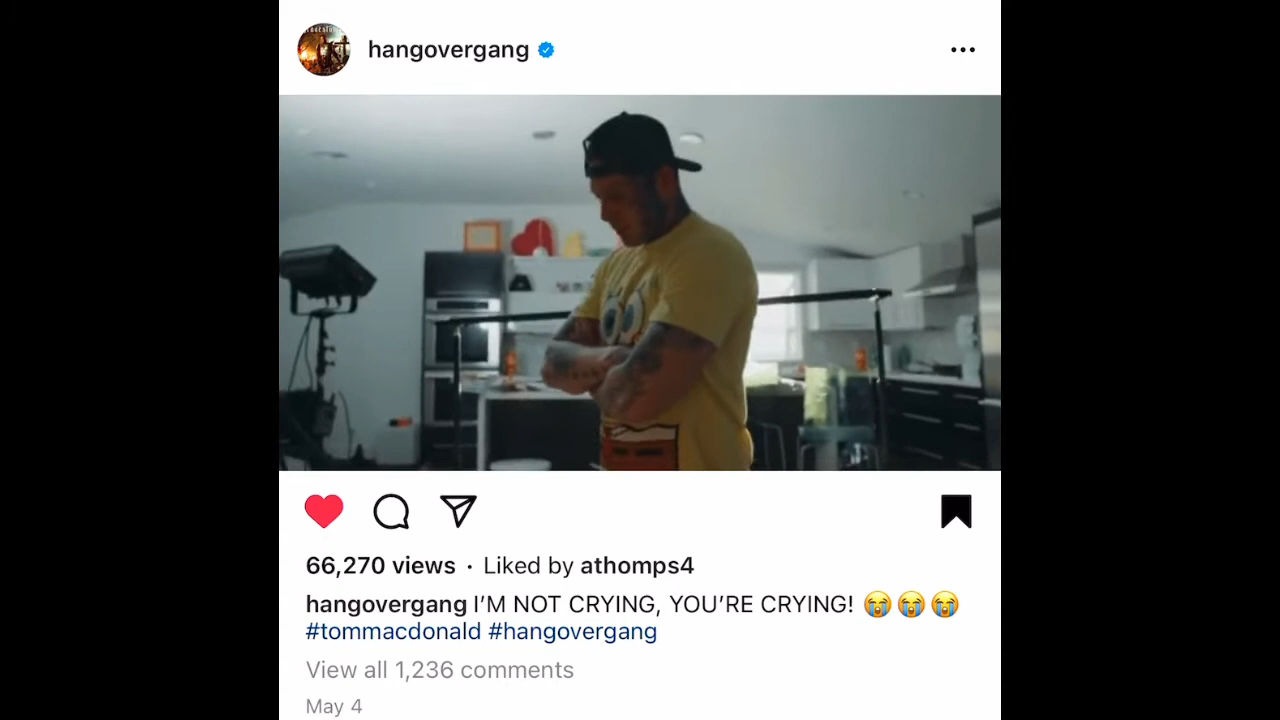 hangovergang
66,270 views · Liked by athomps4
hangovergang I'M NOT CRYING, YOU'RE CRYING! 😭😭😭
#tommacdonald #hangovergang
View all 1,236 comments
May 4